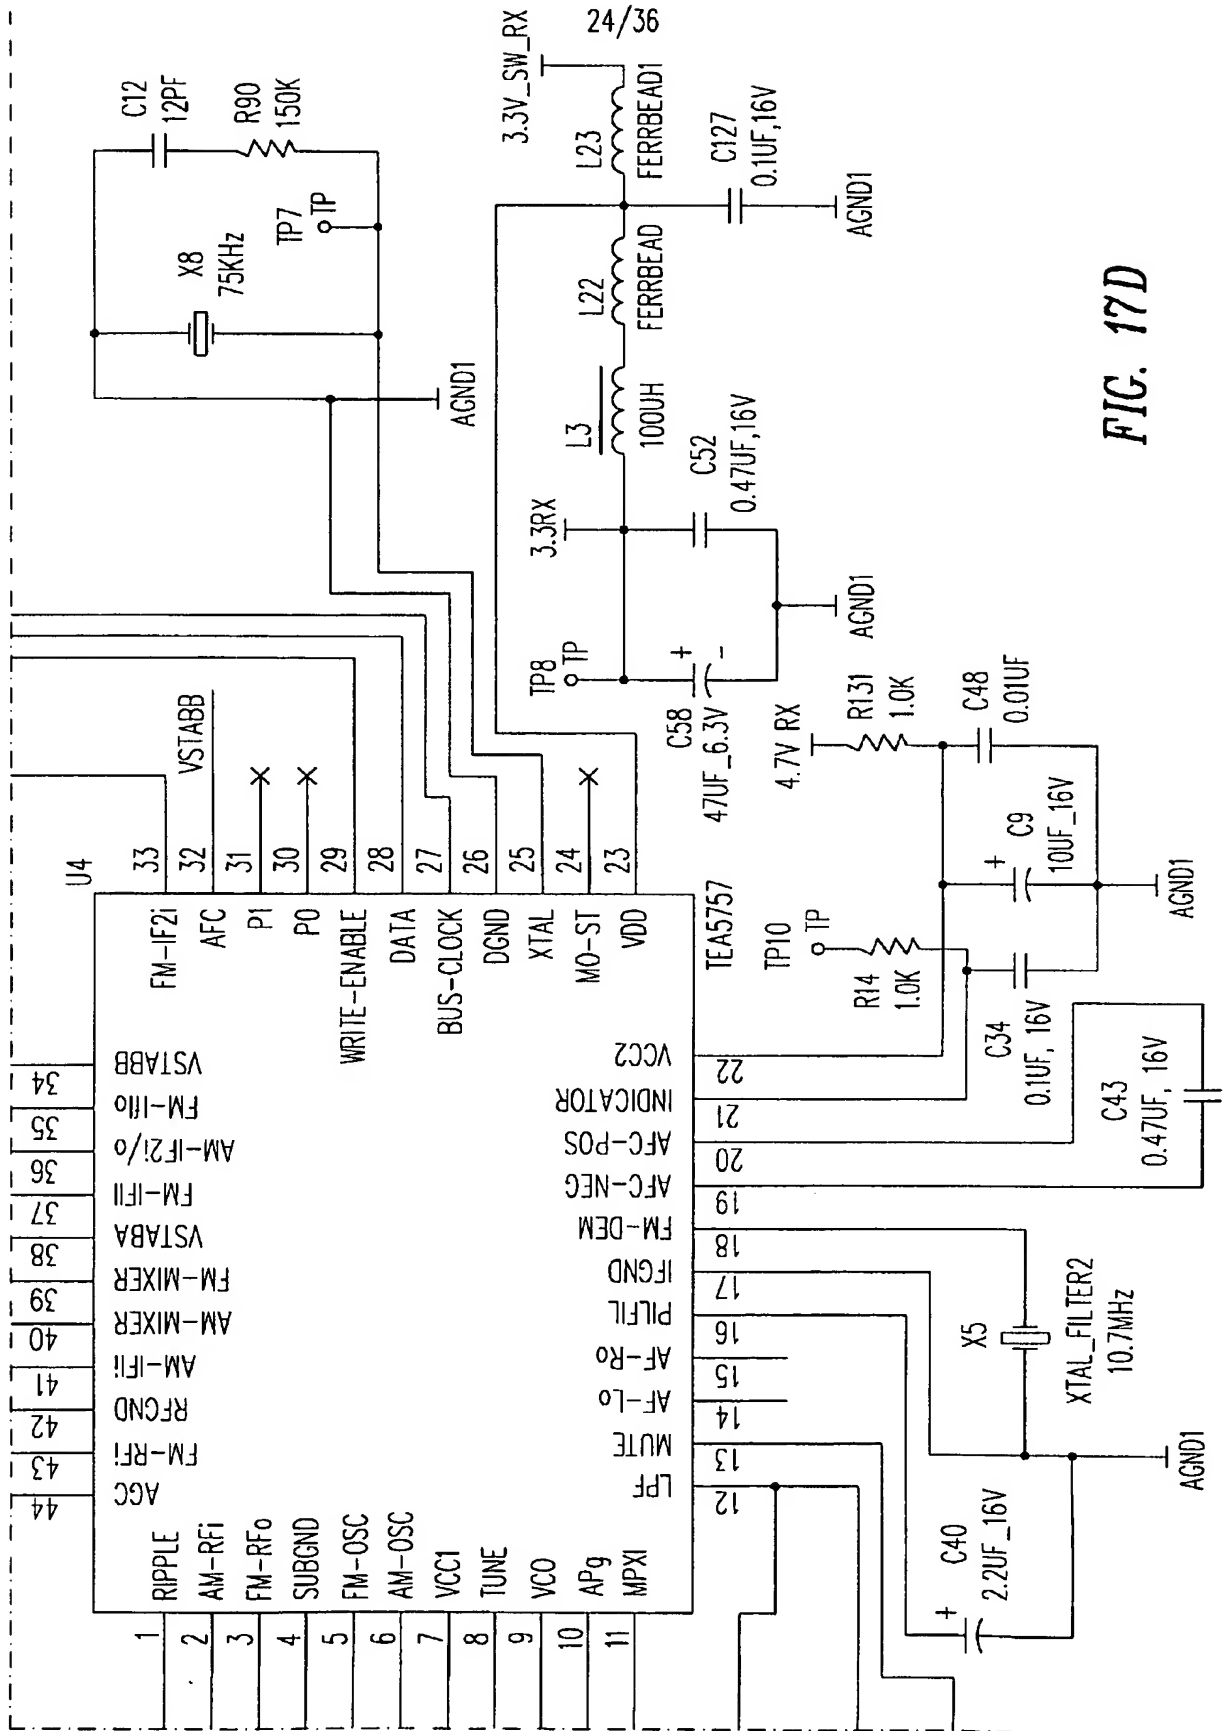 24/36
C12
12PF
R90
150K
X8
75KHz
TP7
TP
AGND1
3.3V_SW_RX
L23
FERRBEAD1
C127
0.1UF,16V
AGND1
L22
FERRBEAD
L3
100UH
3.3RX
C52
0.47UF,16V
TP8
TP
C58
+
-
47UF_6.3V
AGND1
4.7V RX
R131
1.0K
C48
0.01UF
+
C9
10UF_16V
AGND1
TP10
TP
R14
1.0K
C34
0.1UF, 16V
C43
0.47UF, 16V
X5
XTAL_FILTER2
10.7MHz
AGND1
+
C40
2.2UF_16V
U4
TEA5757
VSTABB
1 RIPPLE
2 AM-RFi
3 FM-RFo
4 SUBGND
5 FM-OSC
6 AM-OSC
7 VCC1
8 TUNE
9 VCO
10 APg
11 MPXI
12 LPF
13 MUTE
14 AF-Lo
15 AF-Ro
16 PILFIL
17 IFGND
18 FM-DEM
19 AFC-NEG
20 AFC-POS
21 INDICATOR
22 VCC2
23 VDD
24 MO-ST
25 XTAL
26 DGND
27 BUS-CLOCK
28 DATA
29 WRITE-ENABLE
30 P0
31 P1
32 AFC
33 FM-IF2i
34 VSTABB
35 FM-IFIo
36 AM-IF2i/o
37 FM-IFII
38 VSTABA
39 FM-MIXER
40 AM-MIXER
41 AM-IFIi
42 RFGND
43 FM-RFi
44 AGC
FIG. 17D